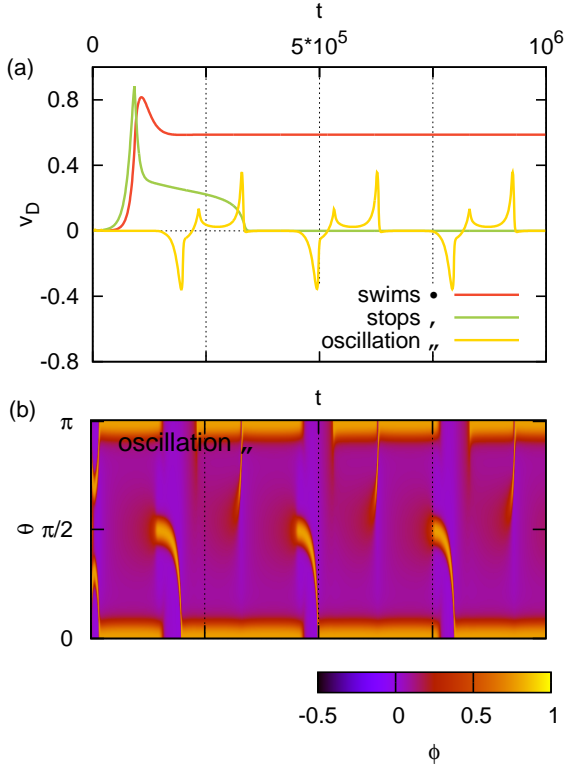 t
0 5*10^5 10^6
(a)
0.8
0.4
v_D
0
-0.4
-0.8
swims •
stops ,
oscillation „
t
(b)
π
oscillation „
θ π/2
0
-0.5 0 0.5 1
ϕ